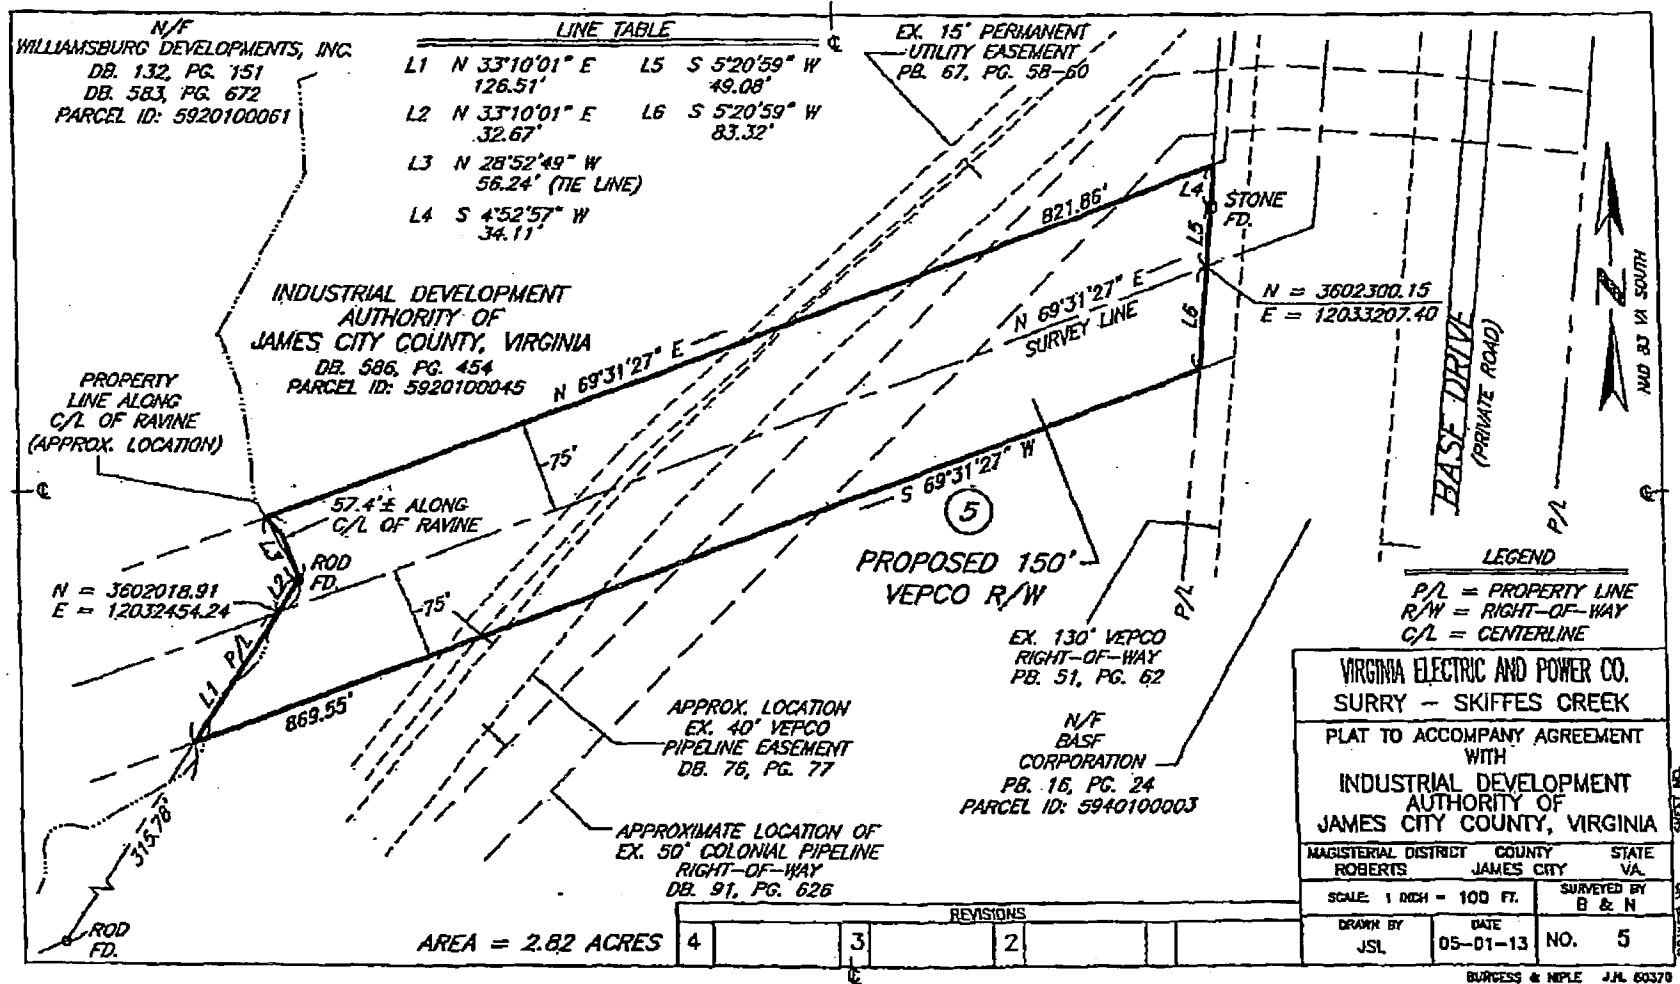 N/F
WILLIAMSBURG DEVELOPMENTS, INC.
DB. 132, PG. 151
DB. 583, PG. 672
PARCEL ID: 5920100061
LINE TABLE
L1 N 33°10'01" E
126.51'
L2 N 33°10'01" E
32.67'
L3 N 28°52'49" W
56.24' (TIE LINE)
L4 S 4°52'57" W
34.11'
L5 S 5°20'59" W
49.08'
L6 S 5°20'59" W
83.32'
EX. 15' PERMANENT
UTILITY EASEMENT
PB. 67, PG. 58-60
INDUSTRIAL DEVELOPMENT
AUTHORITY OF
JAMES CITY COUNTY, VIRGINIA
DB. 586, PG. 454
PARCEL ID: 5920100045
821.86'
L4
STONE
FD.
L5
L6
N 69°31'27" E
SURVEY LINE
N = 3602300.15
E = 12033207.40
N
NAD 83 VA SOUTH
BASE DRIVE
(PRIVATE ROAD)
P/L
N 69°31'27" E
PROPERTY
LINE ALONG
C/L OF RAVINE
(APPROX. LOCATION)
75'
57.4'± ALONG
C/L OF RAVINE
L3
ROD
FD.
L2
N = 3602018.91
E = 12032454.24
P/L
L1
75'
869.55'
S 69°31'27" W
5
PROPOSED 150'
VEPCO R/W
P/L
EX. 130' VEPCO
RIGHT-OF-WAY
PB. 51, PG. 62
LEGEND
P/L = PROPERTY LINE
R/W = RIGHT-OF-WAY
C/L = CENTERLINE
APPROX. LOCATION
EX. 40' VEPCO
PIPELINE EASEMENT
DB. 76, PG. 77
N/F
BASF
CORPORATION
PB. 16, PG. 24
PARCEL ID: 5940100003
APPROXIMATE LOCATION OF
EX. 50' COLONIAL PIPELINE
RIGHT-OF-WAY
DB. 91, PG. 626
315.78'
ROD
FD.
AREA = 2.82 ACRES
REVISIONS
4
3
2
VIRGINIA ELECTRIC AND POWER CO.
SURRY - SKIFFES CREEK
PLAT TO ACCOMPANY AGREEMENT
WITH
INDUSTRIAL DEVELOPMENT
AUTHORITY OF
JAMES CITY COUNTY, VIRGINIA
MAGISTERIAL DISTRICT COUNTY STATE
ROBERTS JAMES CITY VA.
SCALE: 1 INCH = 100 FT.
SURVEYED BY
B & N
DRAWN BY
JSL
DATE
05-01-13
NO. 5
BURGESS & NIPLE J.N. 50370